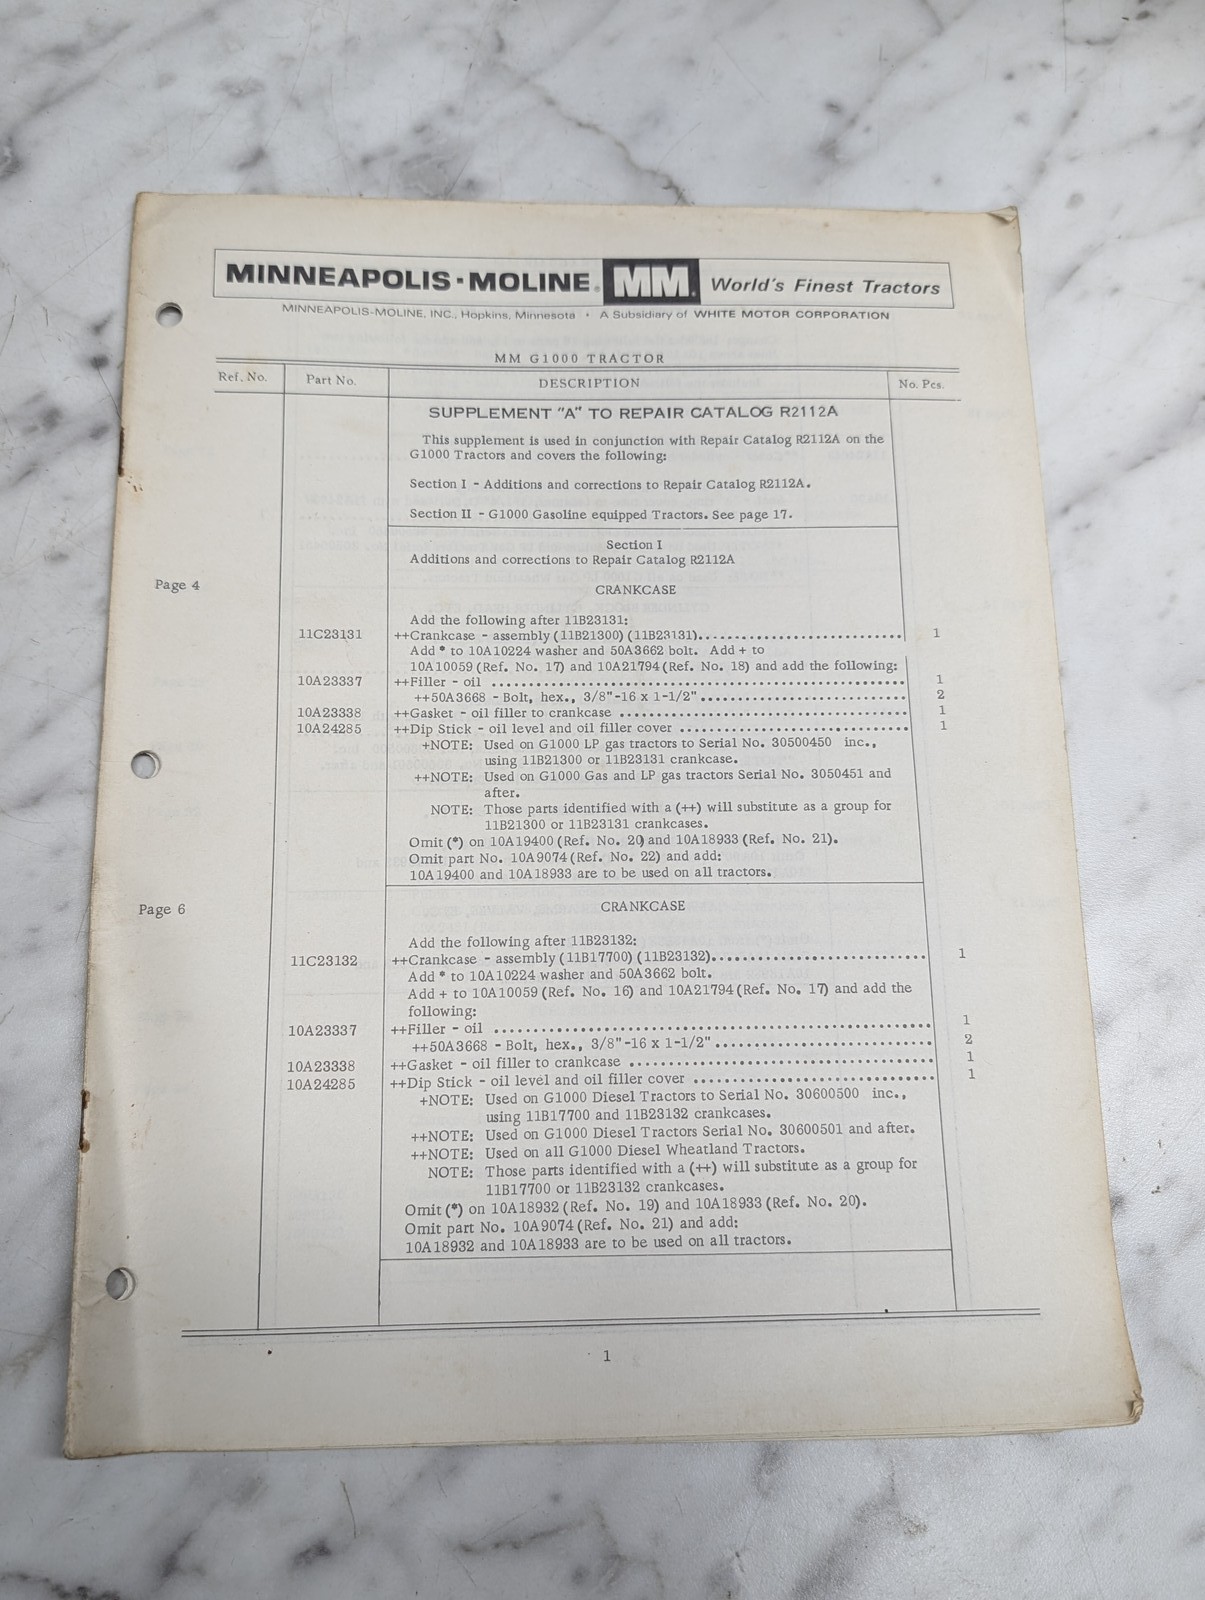 MINNEAPOLIS-MOLINE® MM® World's Finest Tractors
MINNEAPOLIS-MOLINE, INC., Hopkins, Minnesota • A Subsidiary of WHITE MOTOR CORPORATION
MM G1000 TRACTOR
Ref. No. Part No. DESCRIPTION No. Pcs.
SUPPLEMENT "A" TO REPAIR CATALOG R2112A
This supplement is used in conjunction with Repair Catalog R2112A on the
G1000 Tractors and covers the following:
Section I - Additions and corrections to Repair Catalog R2112A.
Section II - G1000 Gasoline equipped Tractors. See page 17.
Section I
Additions and corrections to Repair Catalog R2112A
Page 4 CRANKCASE
Add the following after 11B23131:
11C23131 ++Crankcase - assembly (11B21300) (11B23131)............................ 1
Add * to 10A10224 washer and 50A3662 bolt. Add + to
10A10059 (Ref. No. 17) and 10A21794 (Ref. No. 18) and add the following:
10A23337 ++Filler - oil ........................................................ 1
++50A3668 - Bolt, hex., 3/8"-16 x 1-1/2"............................ 2
10A23338 ++Gasket - oil filler to crankcase ...................................... 1
10A24285 ++Dip Stick - oil level and oil filler cover ............................... 1
+NOTE: Used on G1000 LP gas tractors to Serial No. 30500450 inc.,
using 11B21300 or 11B23131 crankcase.
++NOTE: Used on G1000 Gas and LP gas tractors Serial No. 3050451 and
after.
NOTE: Those parts identified with a (++) will substitute as a group for
11B21300 or 11B23131 crankcases.
Omit (*) on 10A19400 (Ref. No. 20) and 10A18933 (Ref. No. 21).
Omit part No. 10A9074 (Ref. No. 22) and add:
10A19400 and 10A18933 are to be used on all tractors.
Page 6 CRANKCASE
Add the following after 11B23132:
11C23132 ++Crankcase - assembly (11B17700) (11B23132)............................ 1
Add * to 10A10224 washer and 50A3662 bolt.
Add + to 10A10059 (Ref. No. 16) and 10A21794 (Ref. No. 17) and add the
following:
10A23337 ++Filler - oil ........................................................ 1
++50A3668 - Bolt, hex., 3/8"-16 x 1-1/2"............................ 2
10A23338 ++Gasket - oil filler to crankcase ...................................... 1
10A24285 ++Dip Stick - oil level and oil filler cover ............................... 1
+NOTE: Used on G1000 Diesel Tractors to Serial No. 30600500 inc.,
using 11B17700 and 11B23132 crankcases.
++NOTE: Used on G1000 Diesel Tractors Serial No. 30600501 and after.
++NOTE: Used on all G1000 Diesel Wheatland Tractors.
NOTE: Those parts identified with a (++) will substitute as a group for
11B17700 or 11B23132 crankcases.
Omit (*) on 10A18932 (Ref. No. 19) and 10A18933 (Ref. No. 20).
Omit part No. 10A9074 (Ref. No. 21) and add:
10A18932 and 10A18933 are to be used on all tractors.
1